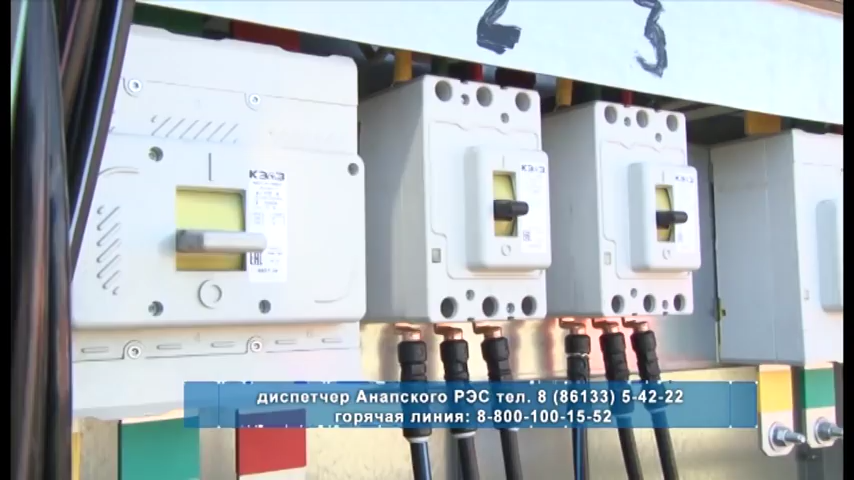 2 3
КЭАЗ
КЭАЗ
КЭАЗ
диспетчер Анапского РЭС тел. 8 (86133) 5-42-22
горячая линия: 8-800-100-15-52